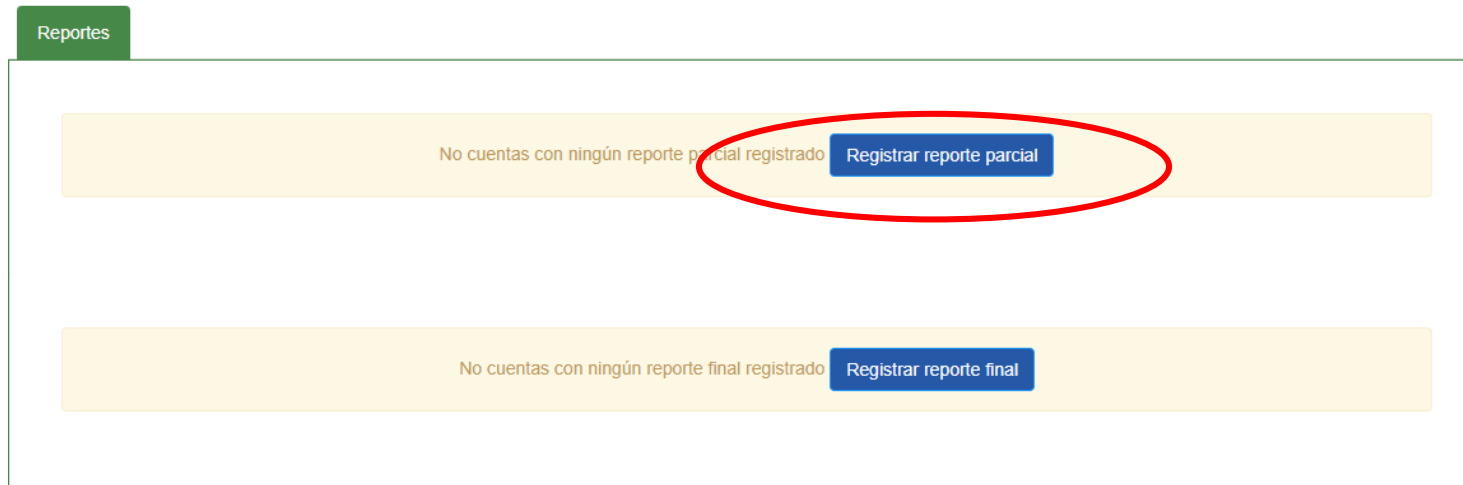 Reportes
No cuentas con ningún reporte parcial registrado Registrar reporte parcial
No cuentas con ningún reporte final registrado Registrar reporte final